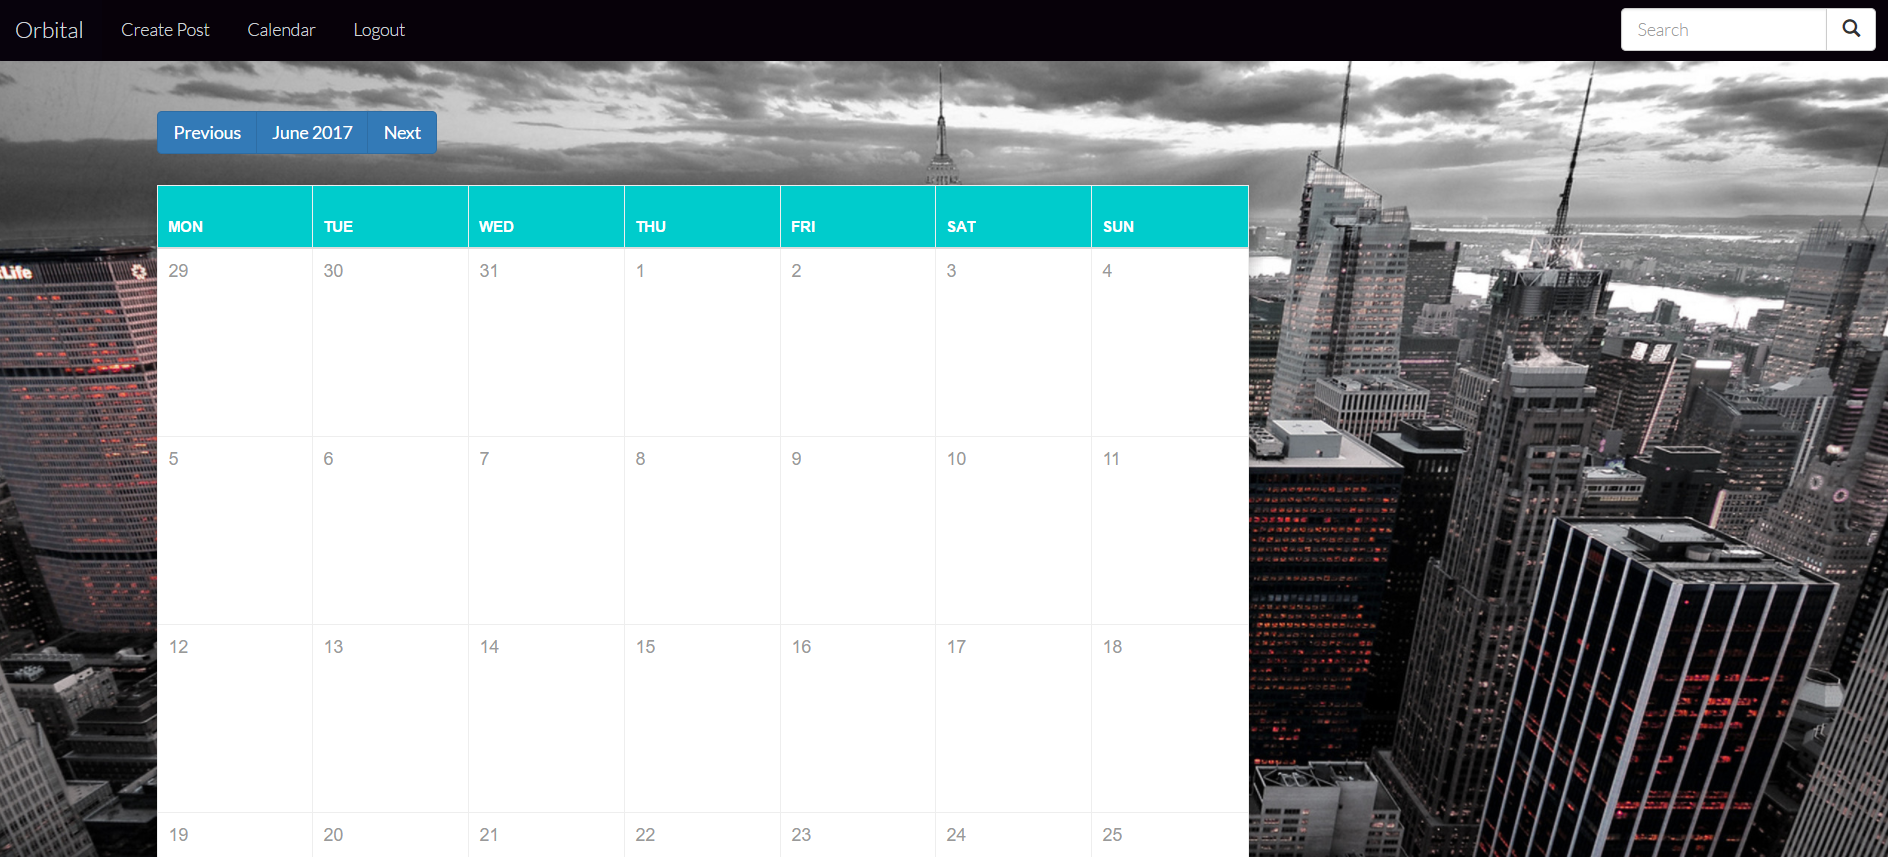 Orbital Create Post Calendar Logout Search
Previous June 2017 Next
MON TUE WED THU FRI SAT SUN
Life
29 30 31 1 2 3 4
5 6 7 8 9 10 11
12 13 14 15 16 17 18
19 20 21 22 23 24 25